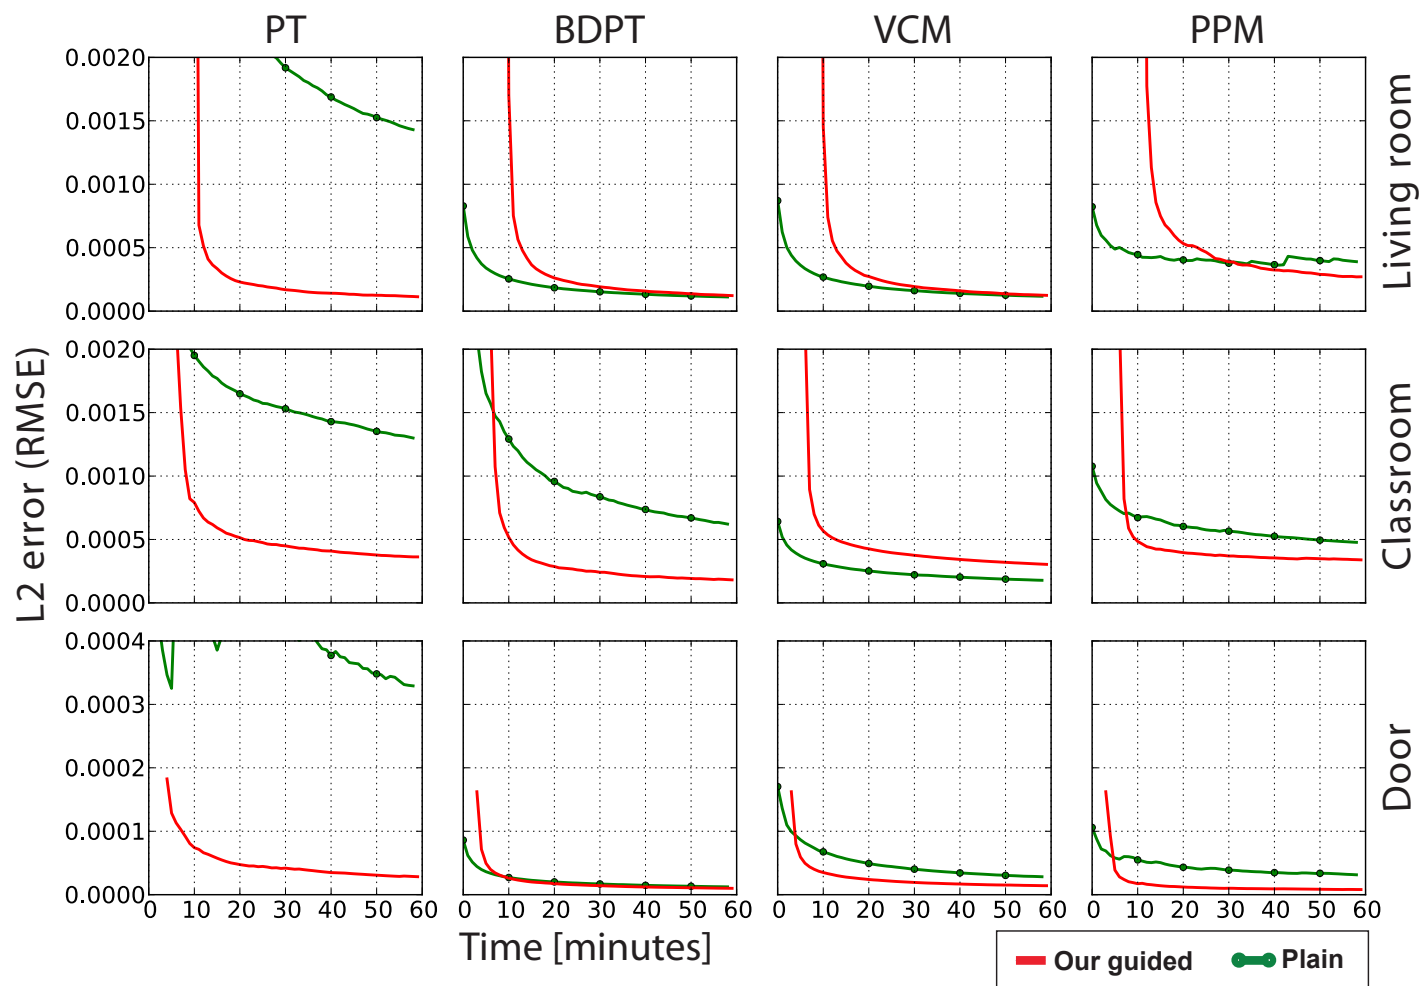 PT BDPT VCM PPM
0.0020
0.0015
0.0010
0.0005
0.0000
Living room
L2 error (RMSE)
0.0020
0.0015
0.0010
0.0005
0.0000
Classroom
0.0004
0.0003
0.0002
0.0001
0.0000
Door
0 10 20 30 40 50 60 0 10 20 30 40 50 60 0 10 20 30 40 50 60 0 10 20 30 40 50 60
Time [minutes]
Our guided Plain